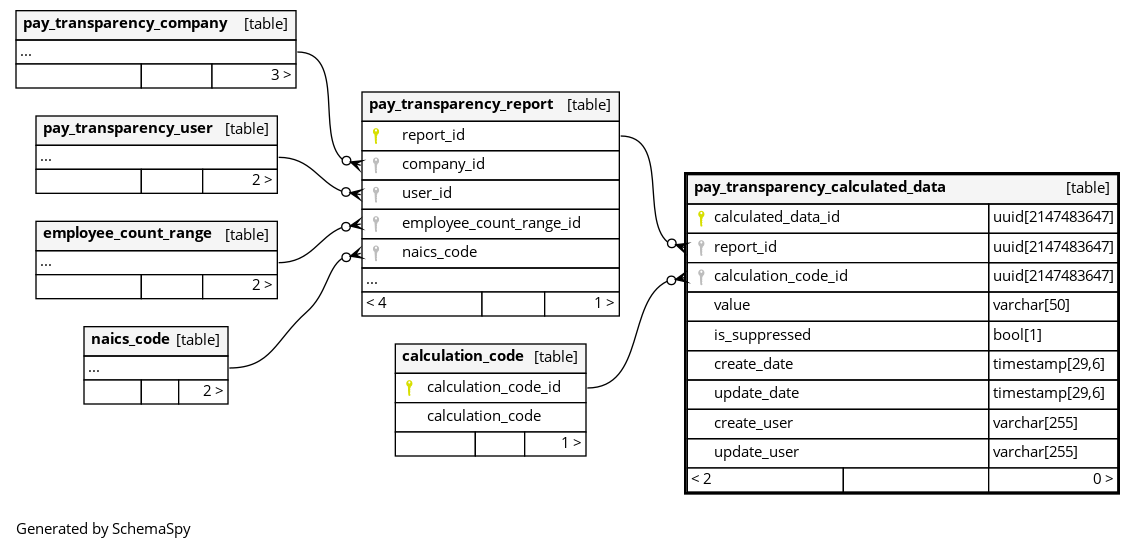 pay_transparency_company [table]
...
3 >
pay_transparency_user [table]
...
2 >
employee_count_range [table]
...
2 >
naics_code [table]
...
2 >
pay_transparency_report [table]
report_id
company_id
user_id
employee_count_range_id
naics_code
...
< 4 1 >
calculation_code [table]
calculation_code_id
calculation_code
1 >
pay_transparency_calculated_data [table]
calculated_data_id uuid[2147483647]
report_id uuid[2147483647]
calculation_code_id uuid[2147483647]
value varchar[50]
is_suppressed bool[1]
create_date timestamp[29,6]
update_date timestamp[29,6]
create_user varchar[255]
update_user varchar[255]
< 2 0 >
Generated by SchemaSpy